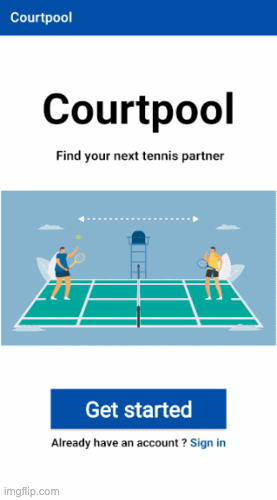 Courtpool
Courtpool
Find your next tennis partner
Get started
Already have an account ? Sign in
imgflip.com